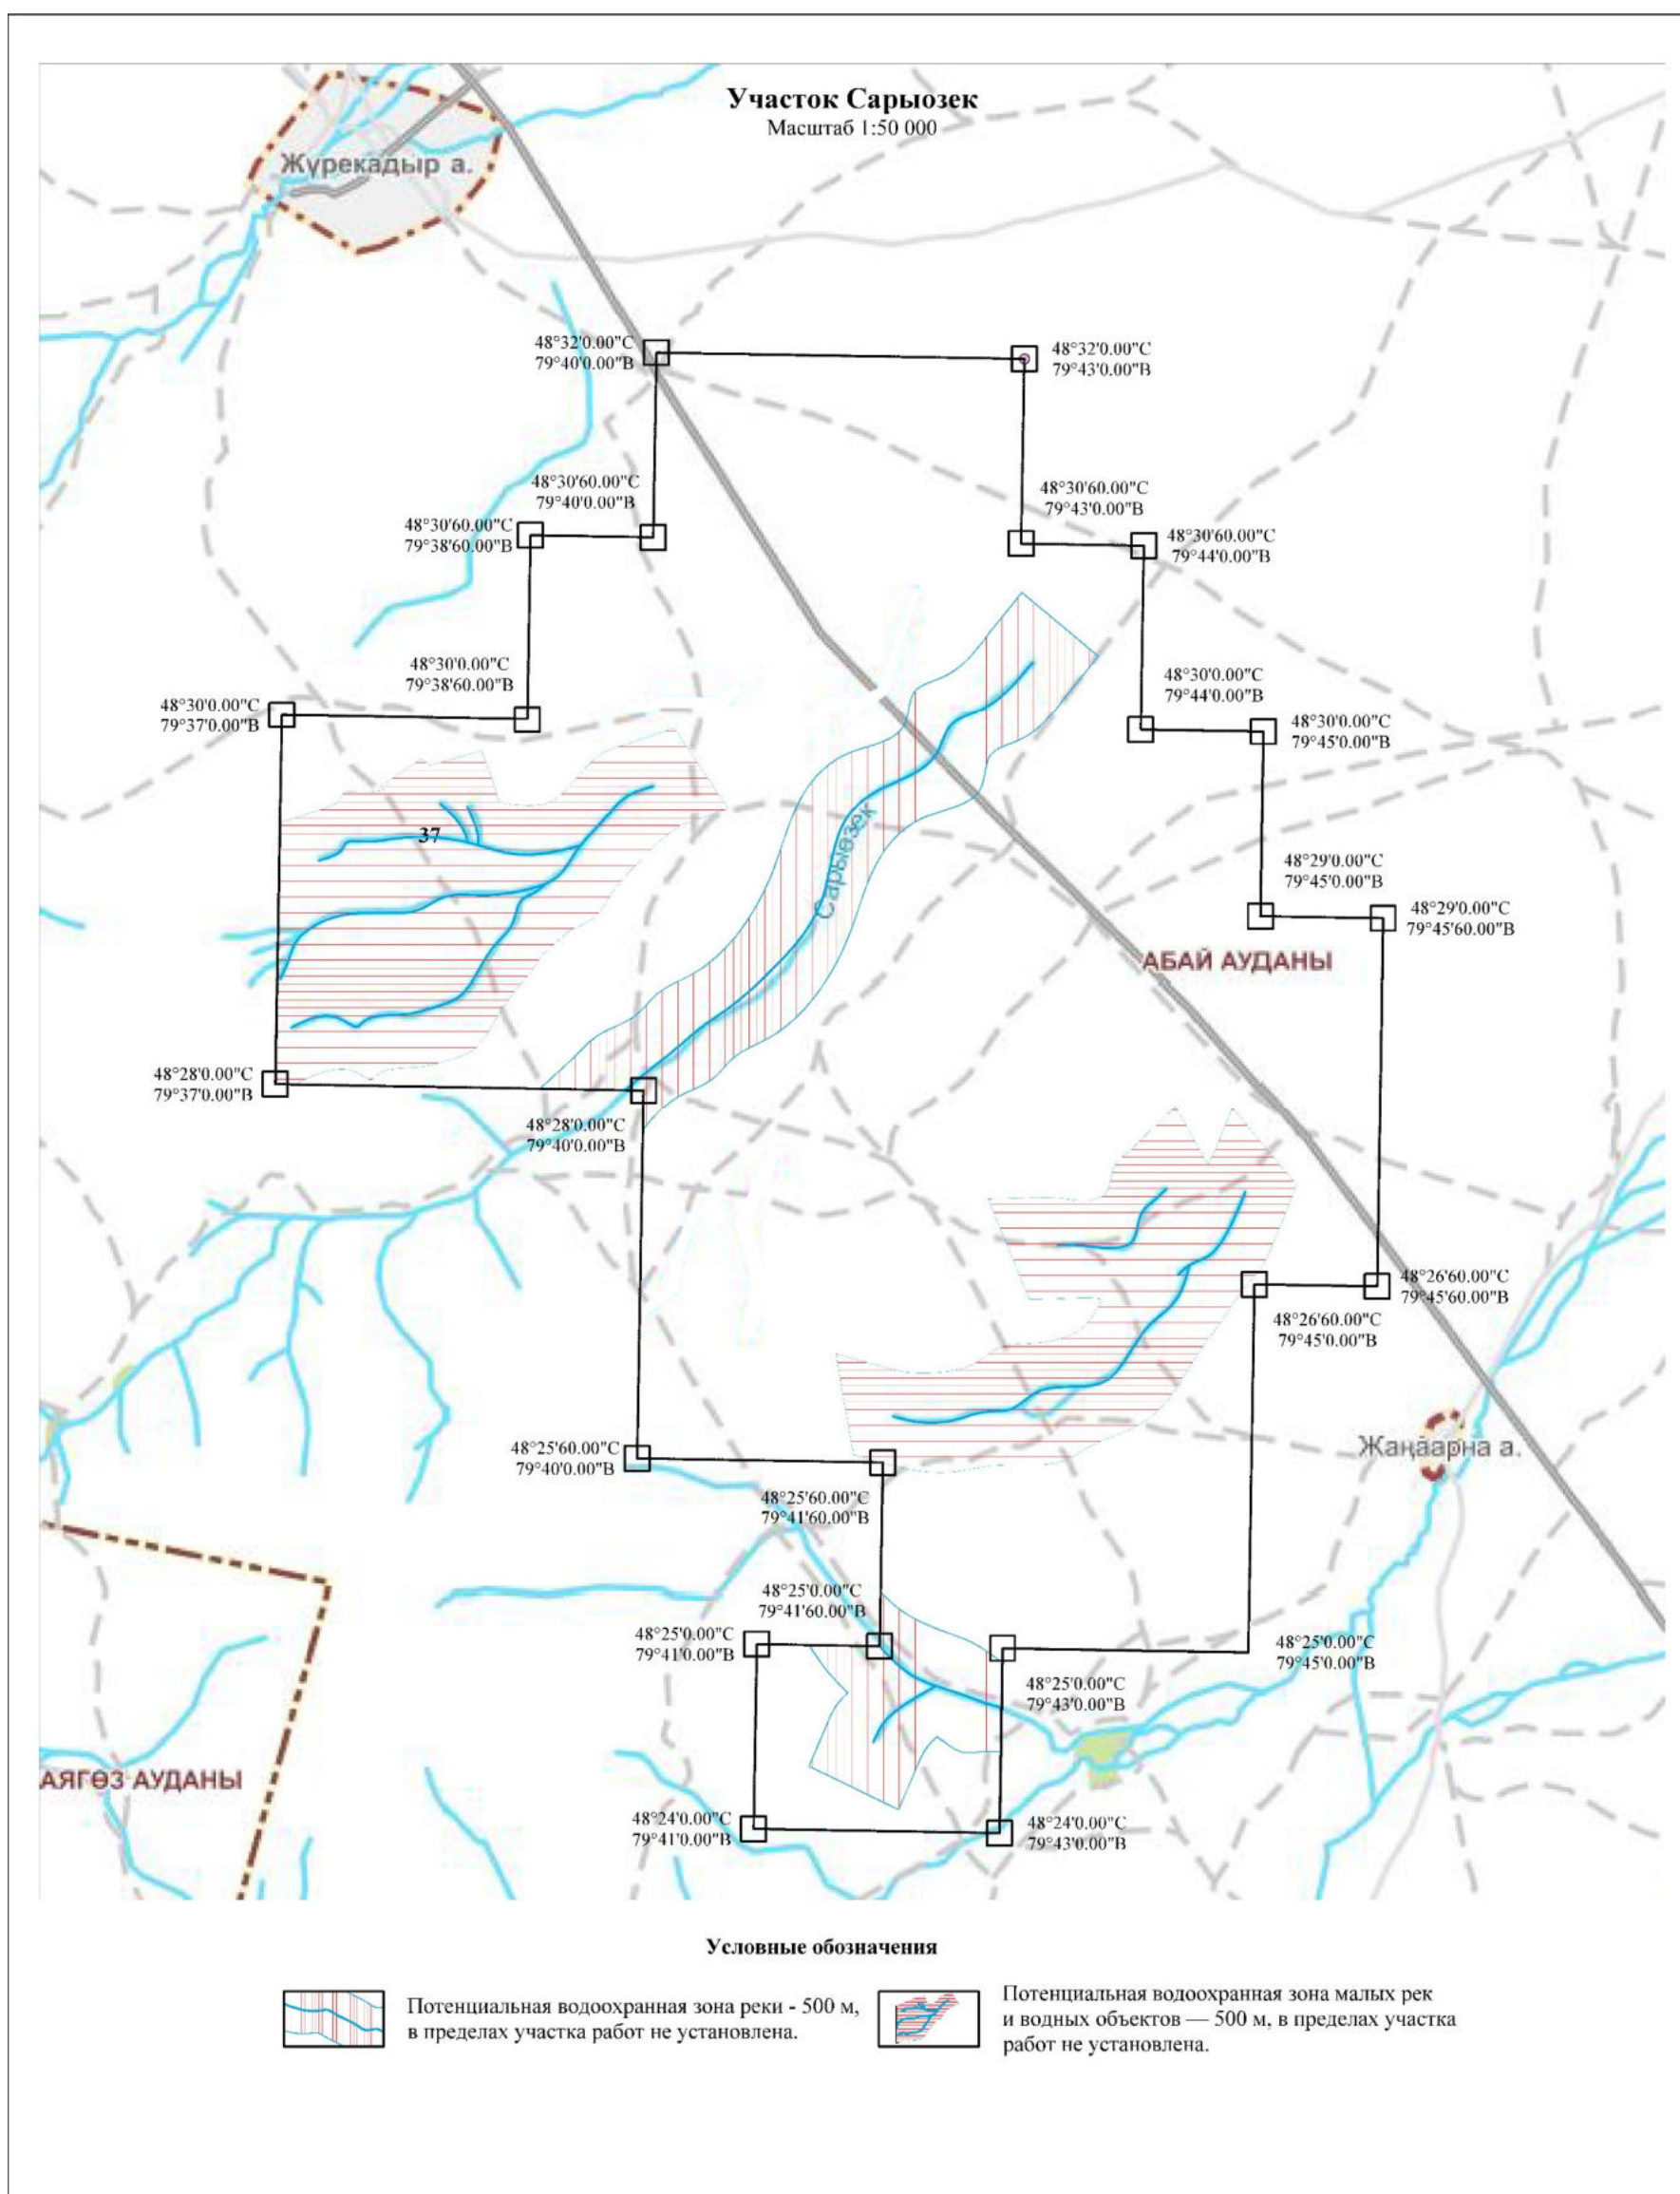 Участок Сарыозек
Масштаб 1:50 000
Жүрекадыр а.
48°32'0.00"С
79°40'0.00"В
48°32'0.00"С
79°43'0.00"В
48°30'60.00"С
79°40'0.00"В
48°30'60.00"С
79°43'0.00"В
48°30'60.00"С
79°38'60.00"В
48°30'60.00"С
79°44'0.00"В
48°30'0.00"С
79°38'60.00"В
48°30'0.00"С
79°44'0.00"В
48°30'0.00"С
79°37'0.00"В
48°30'0.00"С
79°45'0.00"В
37
Сарыөзек
48°29'0.00"С
79°45'0.00"В
48°29'0.00"С
79°45'60.00"В
АБАЙ АУДАНЫ
48°28'0.00"С
79°37'0.00"В
48°28'0.00"С
79°40'0.00"В
48°26'60.00"С
79°45'60.00"В
48°26'60.00"С
79°45'0.00"В
Жаңаарна а.
48°25'60.00"С
79°40'0.00"В
48°25'60.00"С
79°41'60.00"В
48°25'0.00"С
79°41'60.00"В
48°25'0.00"С
79°41'0.00"В
48°25'0.00"С
79°45'0.00"В
48°25'0.00"С
79°43'0.00"В
АЯГӨЗ АУДАНЫ
48°24'0.00"С
79°41'0.00"В
48°24'0.00"С
79°43'0.00"В
Условные обозначения
Потенциальная водоохранная зона реки - 500 м,
в пределах участка работ не установлена.
Потенциальная водоохранная зона малых рек
и водных объектов — 500 м, в пределах участка
работ не установлена.